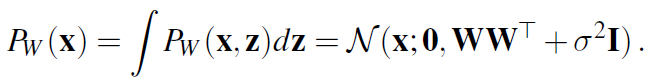 P_W(𝐱) = ∫ P_W(𝐱, 𝐳)d𝐳 = 𝒩(𝐱; 𝟎, 𝐖𝐖^⊤ + σ²𝐈) .